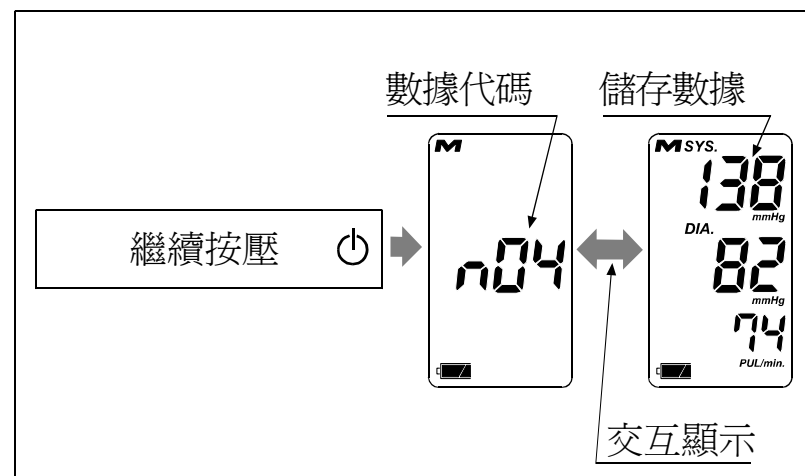 數據代碼
儲存數據
繼續按壓
M
n04
M SYS.
138
mmHg
DIA.
82
mmHg
74
PUL/min.
交互顯示